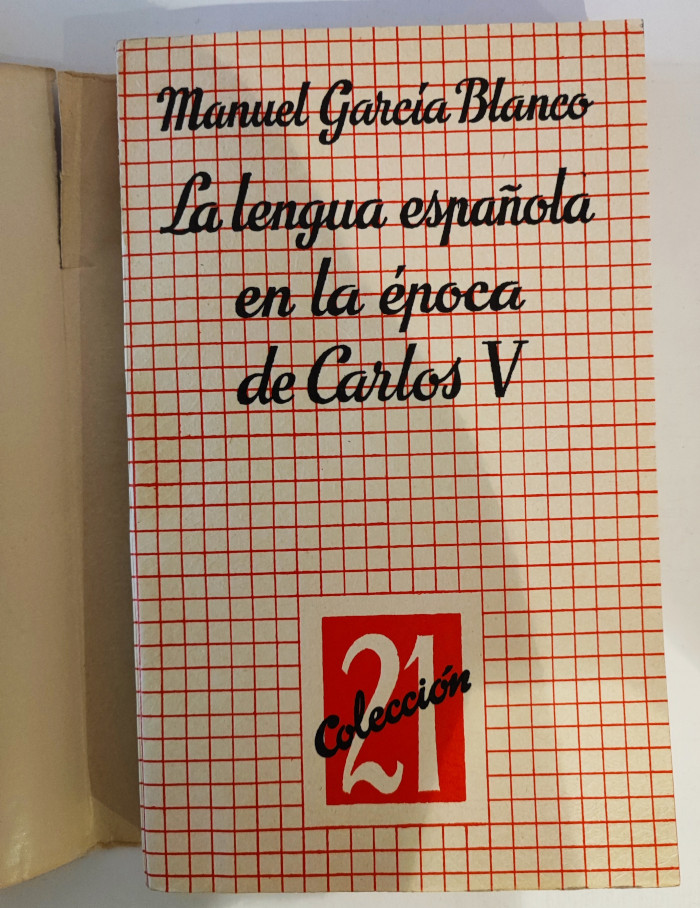 Manuel García Blanco
La lengua española
en la época
de Carlos V
21
Colección